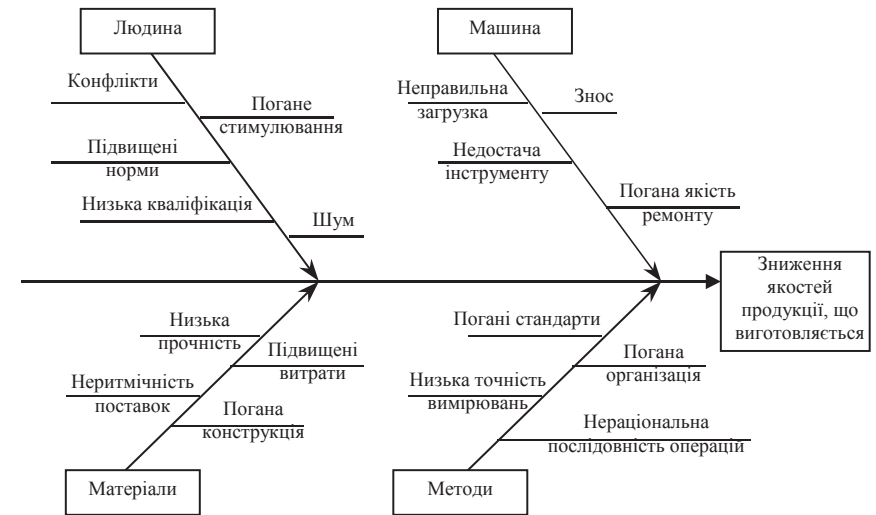 Людина
Машина
Конфлікти
Погане
стимулювання
Підвищені
норми
Низька кваліфікація
Шум
Неправильна
загрузка
Знос
Недостача
інструменту
Погана якість
ремонту
Зниження
якостей
продукції, що
виготовляється
Низька
прочність
Підвищені
витрати
Неритмічність
поставок
Погана
конструкція
Погані стандарти
Погана
організація
Низька точність
вимірювань
Нераціональна
послідовність операцій
Матеріали
Методи